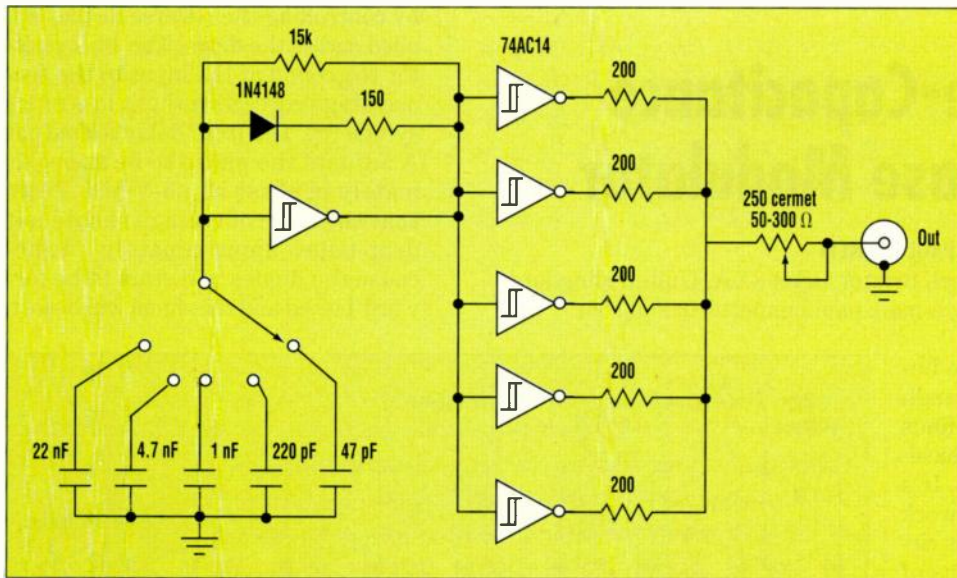 15k
74AC14
200
1N4148
150
200
250 cermet
50-300 Ω
Out
200
22 nF
4.7 nF
1 nF
220 pF
47 pF
200
200